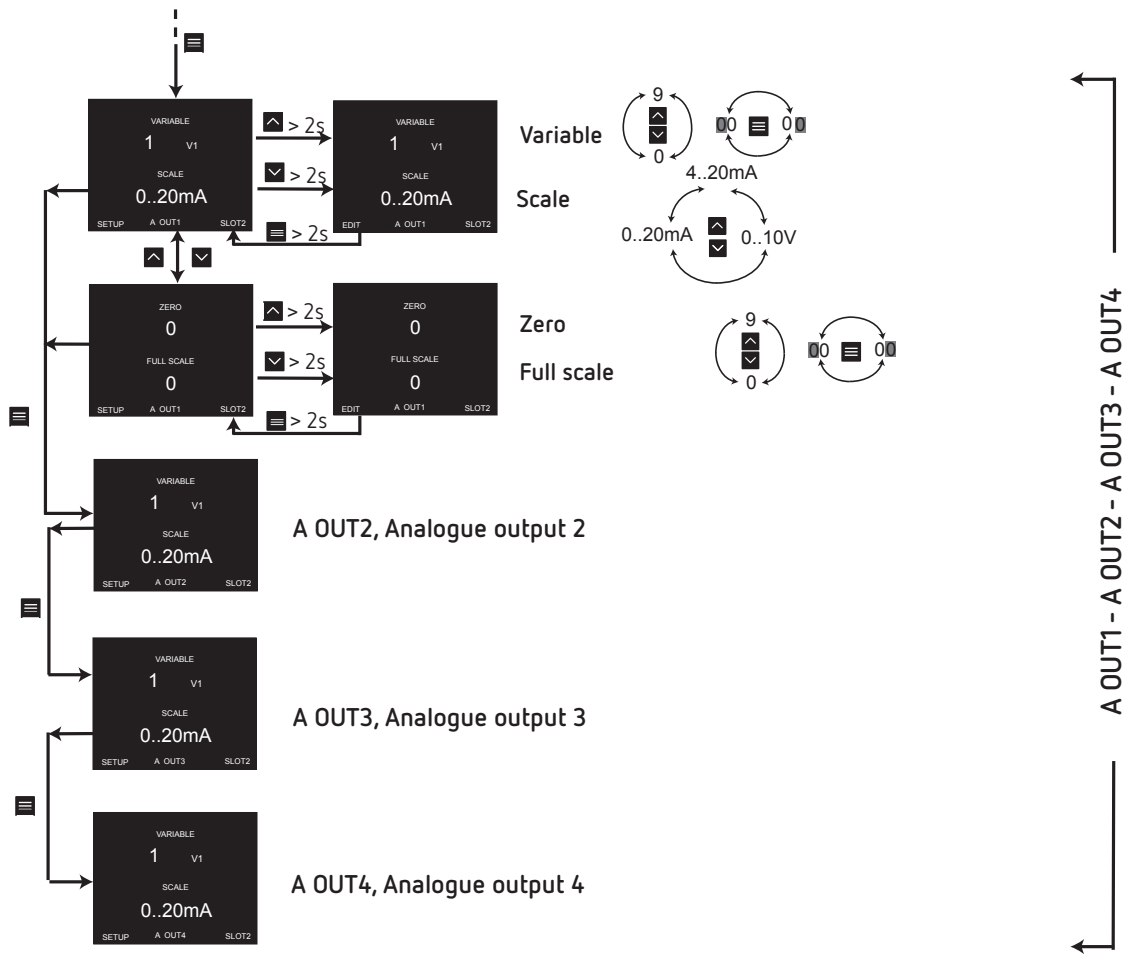 VARIABLE
1 V1
SCALE
0..20mA
SETUP A OUT1 SLOT2
> 2s
> 2s
> 2s
VARIABLE
1 V1
SCALE
0..20mA
EDIT A OUT1 SLOT2
Variable
9
0
00 00
Scale
4..20mA
0..20mA 0..10V
ZERO
0
FULL SCALE
0
SETUP A OUT1 SLOT2
> 2s
> 2s
> 2s
ZERO
0
FULL SCALE
0
EDIT A OUT1 SLOT2
Zero
Full scale
9
0
00 00
VARIABLE
1 V1
SCALE
0..20mA
SETUP A OUT2 SLOT2
A OUT2, Analogue output 2
VARIABLE
1 V1
SCALE
0..20mA
SETUP A OUT3 SLOT2
A OUT3, Analogue output 3
VARIABLE
1 V1
SCALE
0..20mA
SETUP A OUT4 SLOT2
A OUT4, Analogue output 4
A OUT1 - A OUT2 - A OUT3 - A OUT4